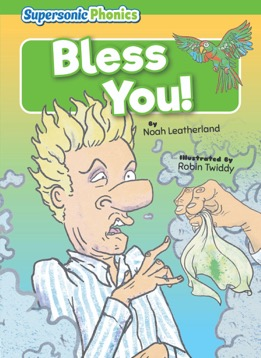 Supersonic Phonics
Bless
You!
By
Noah Leatherland
Illustrated By
Robin Twiddy